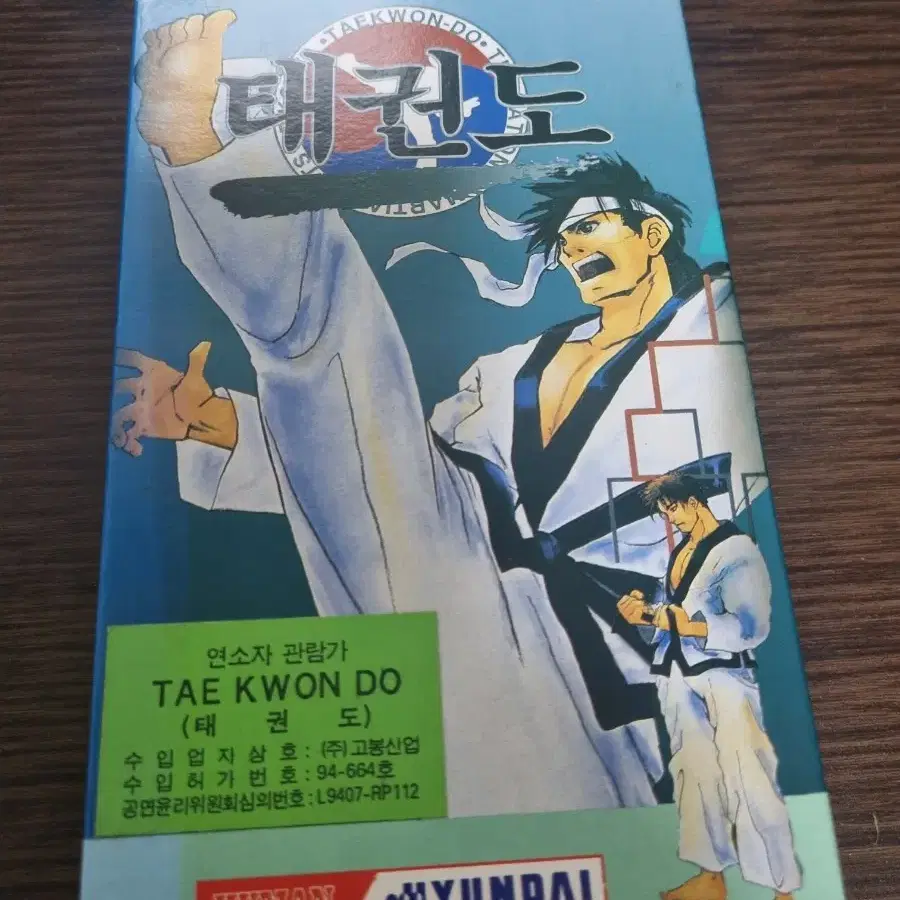 TAEKWON-DO
태권도
연소자 관람가
TAE KWON DO
(태 권 도)
수 입 업 자 상 호 : (주) 고봉산업
수 입 허 가 번 호 : 94-664호
공연윤리위원회심의번호 : L9407-RP112
HYUNDAI